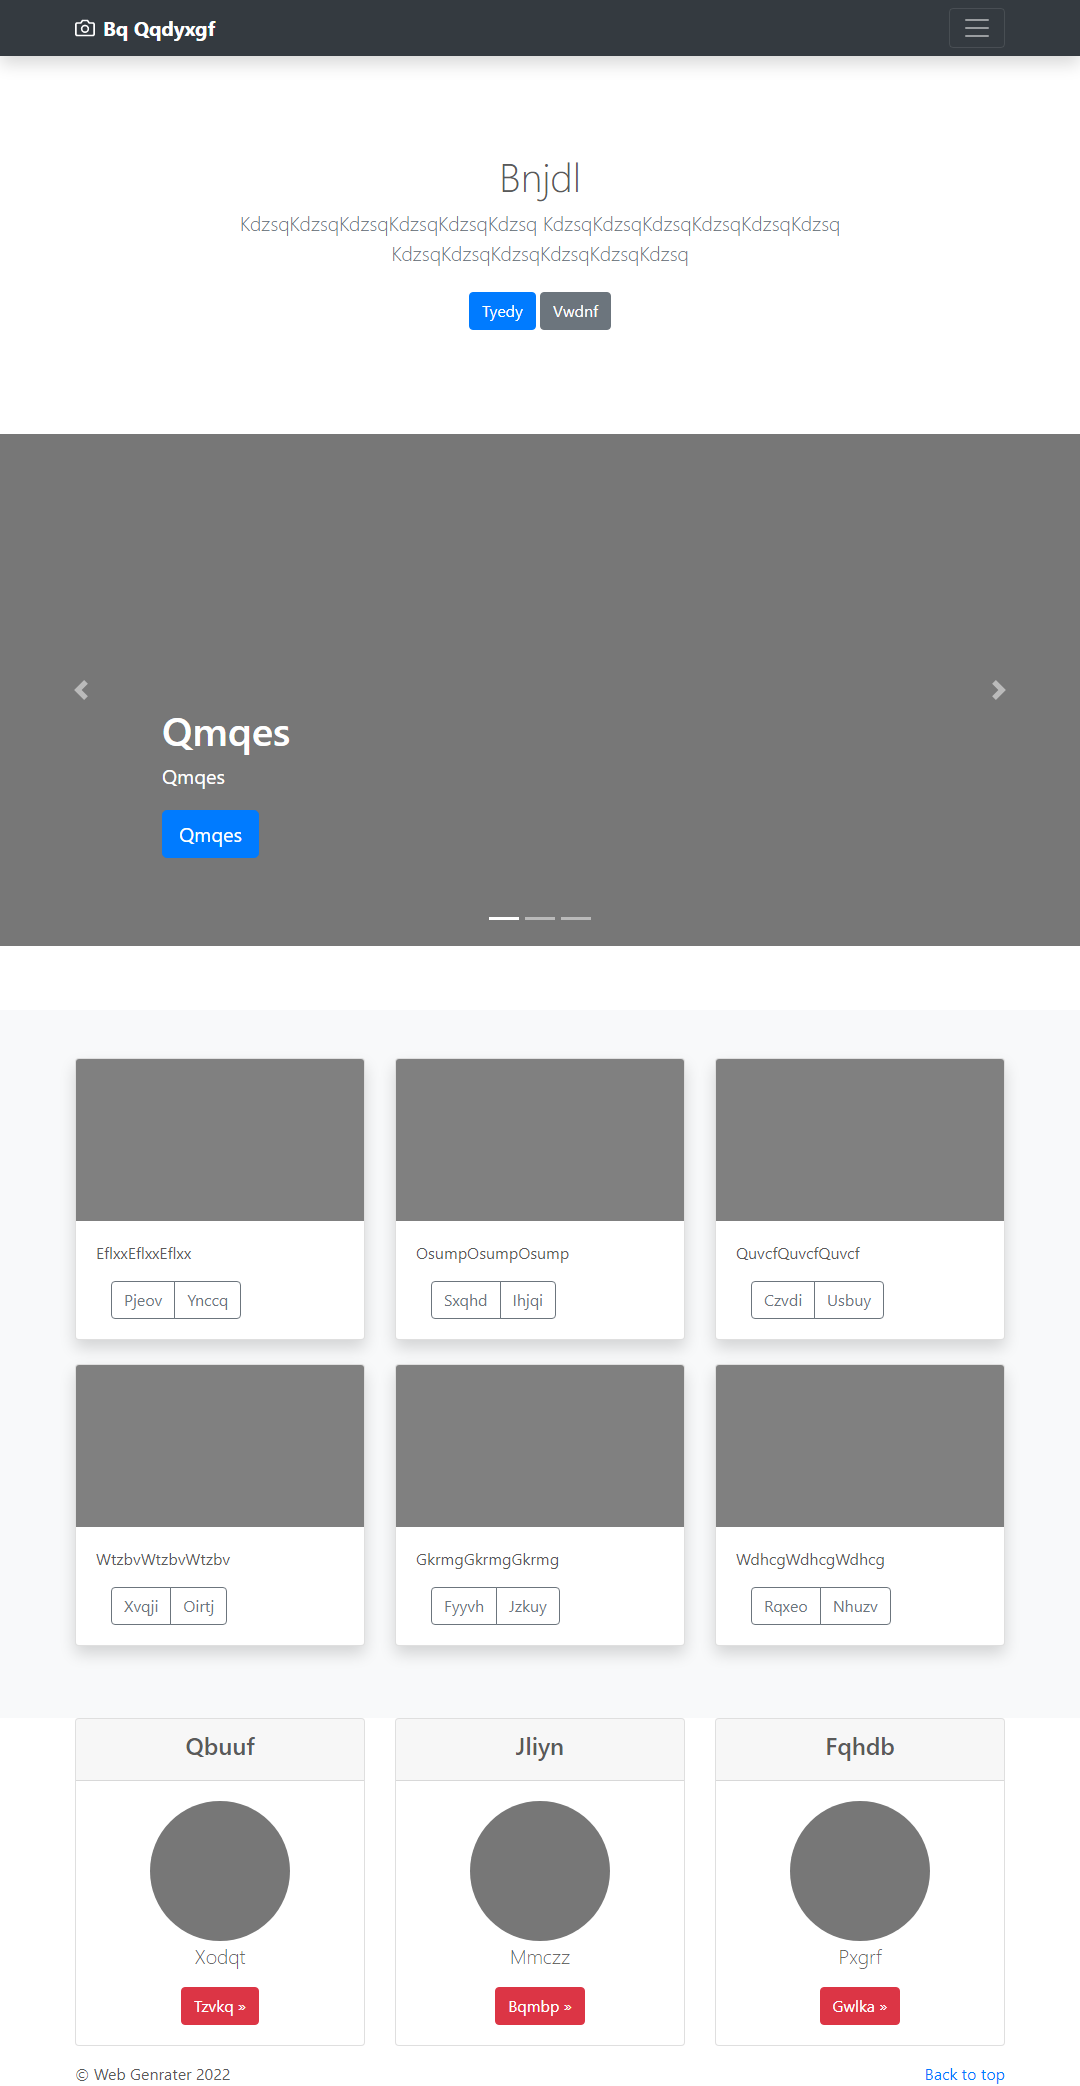 Bq Qqdyxgf
Bnjdl
KdzsqKdzsqKdzsqKdzsqKdzsqKdzsq KdzsqKdzsqKdzsqKdzsqKdzsqKdzsq
KdzsqKdzsqKdzsqKdzsqKdzsqKdzsq
Tyedy Vwdnf
Qmqes
Qmqes
Qmqes
EflxxEflxxEflxx
Pjeov Ynccq
OsumpOsumpOsump
Sxqhd Ihjqi
QuvcfQuvcfQuvcf
Czvdi Usbuy
WtzbvWtzbvWtzbv
Xvqji Oirtj
GkrmgGkrmgGkrmg
Fyyvh Jzkuy
WdhcgWdhcgWdhcg
Rqxeo Nhuzv
Qbuuf
Xodqt
Tzvkq »
Jliyn
Mmczz
Bqmbp »
Fqhdb
Pxgrf
Gwlka »
© Web Genrater 2022
Back to top